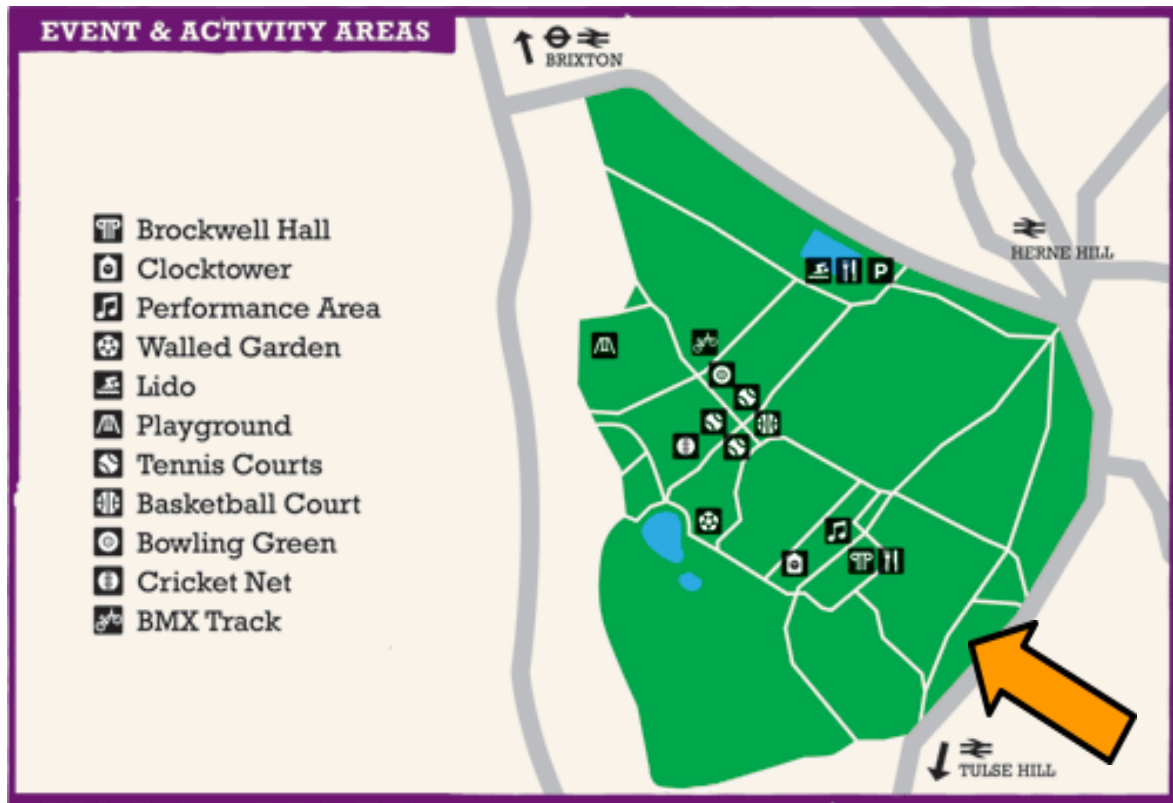 EVENT & ACTIVITY AREAS
BRIXTON
HERNE HILL
Brockwell Hall
Clocktower
Performance Area
Walled Garden
Lido
Playground
Tennis Courts
Basketball Court
Bowling Green
Cricket Net
BMX Track
P
TULSE HILL